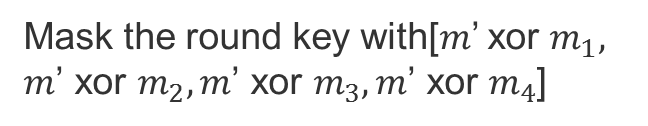 Mask the round key with[m’ xor m₁,
m’ xor m₂, m’ xor m₃, m’ xor m₄]